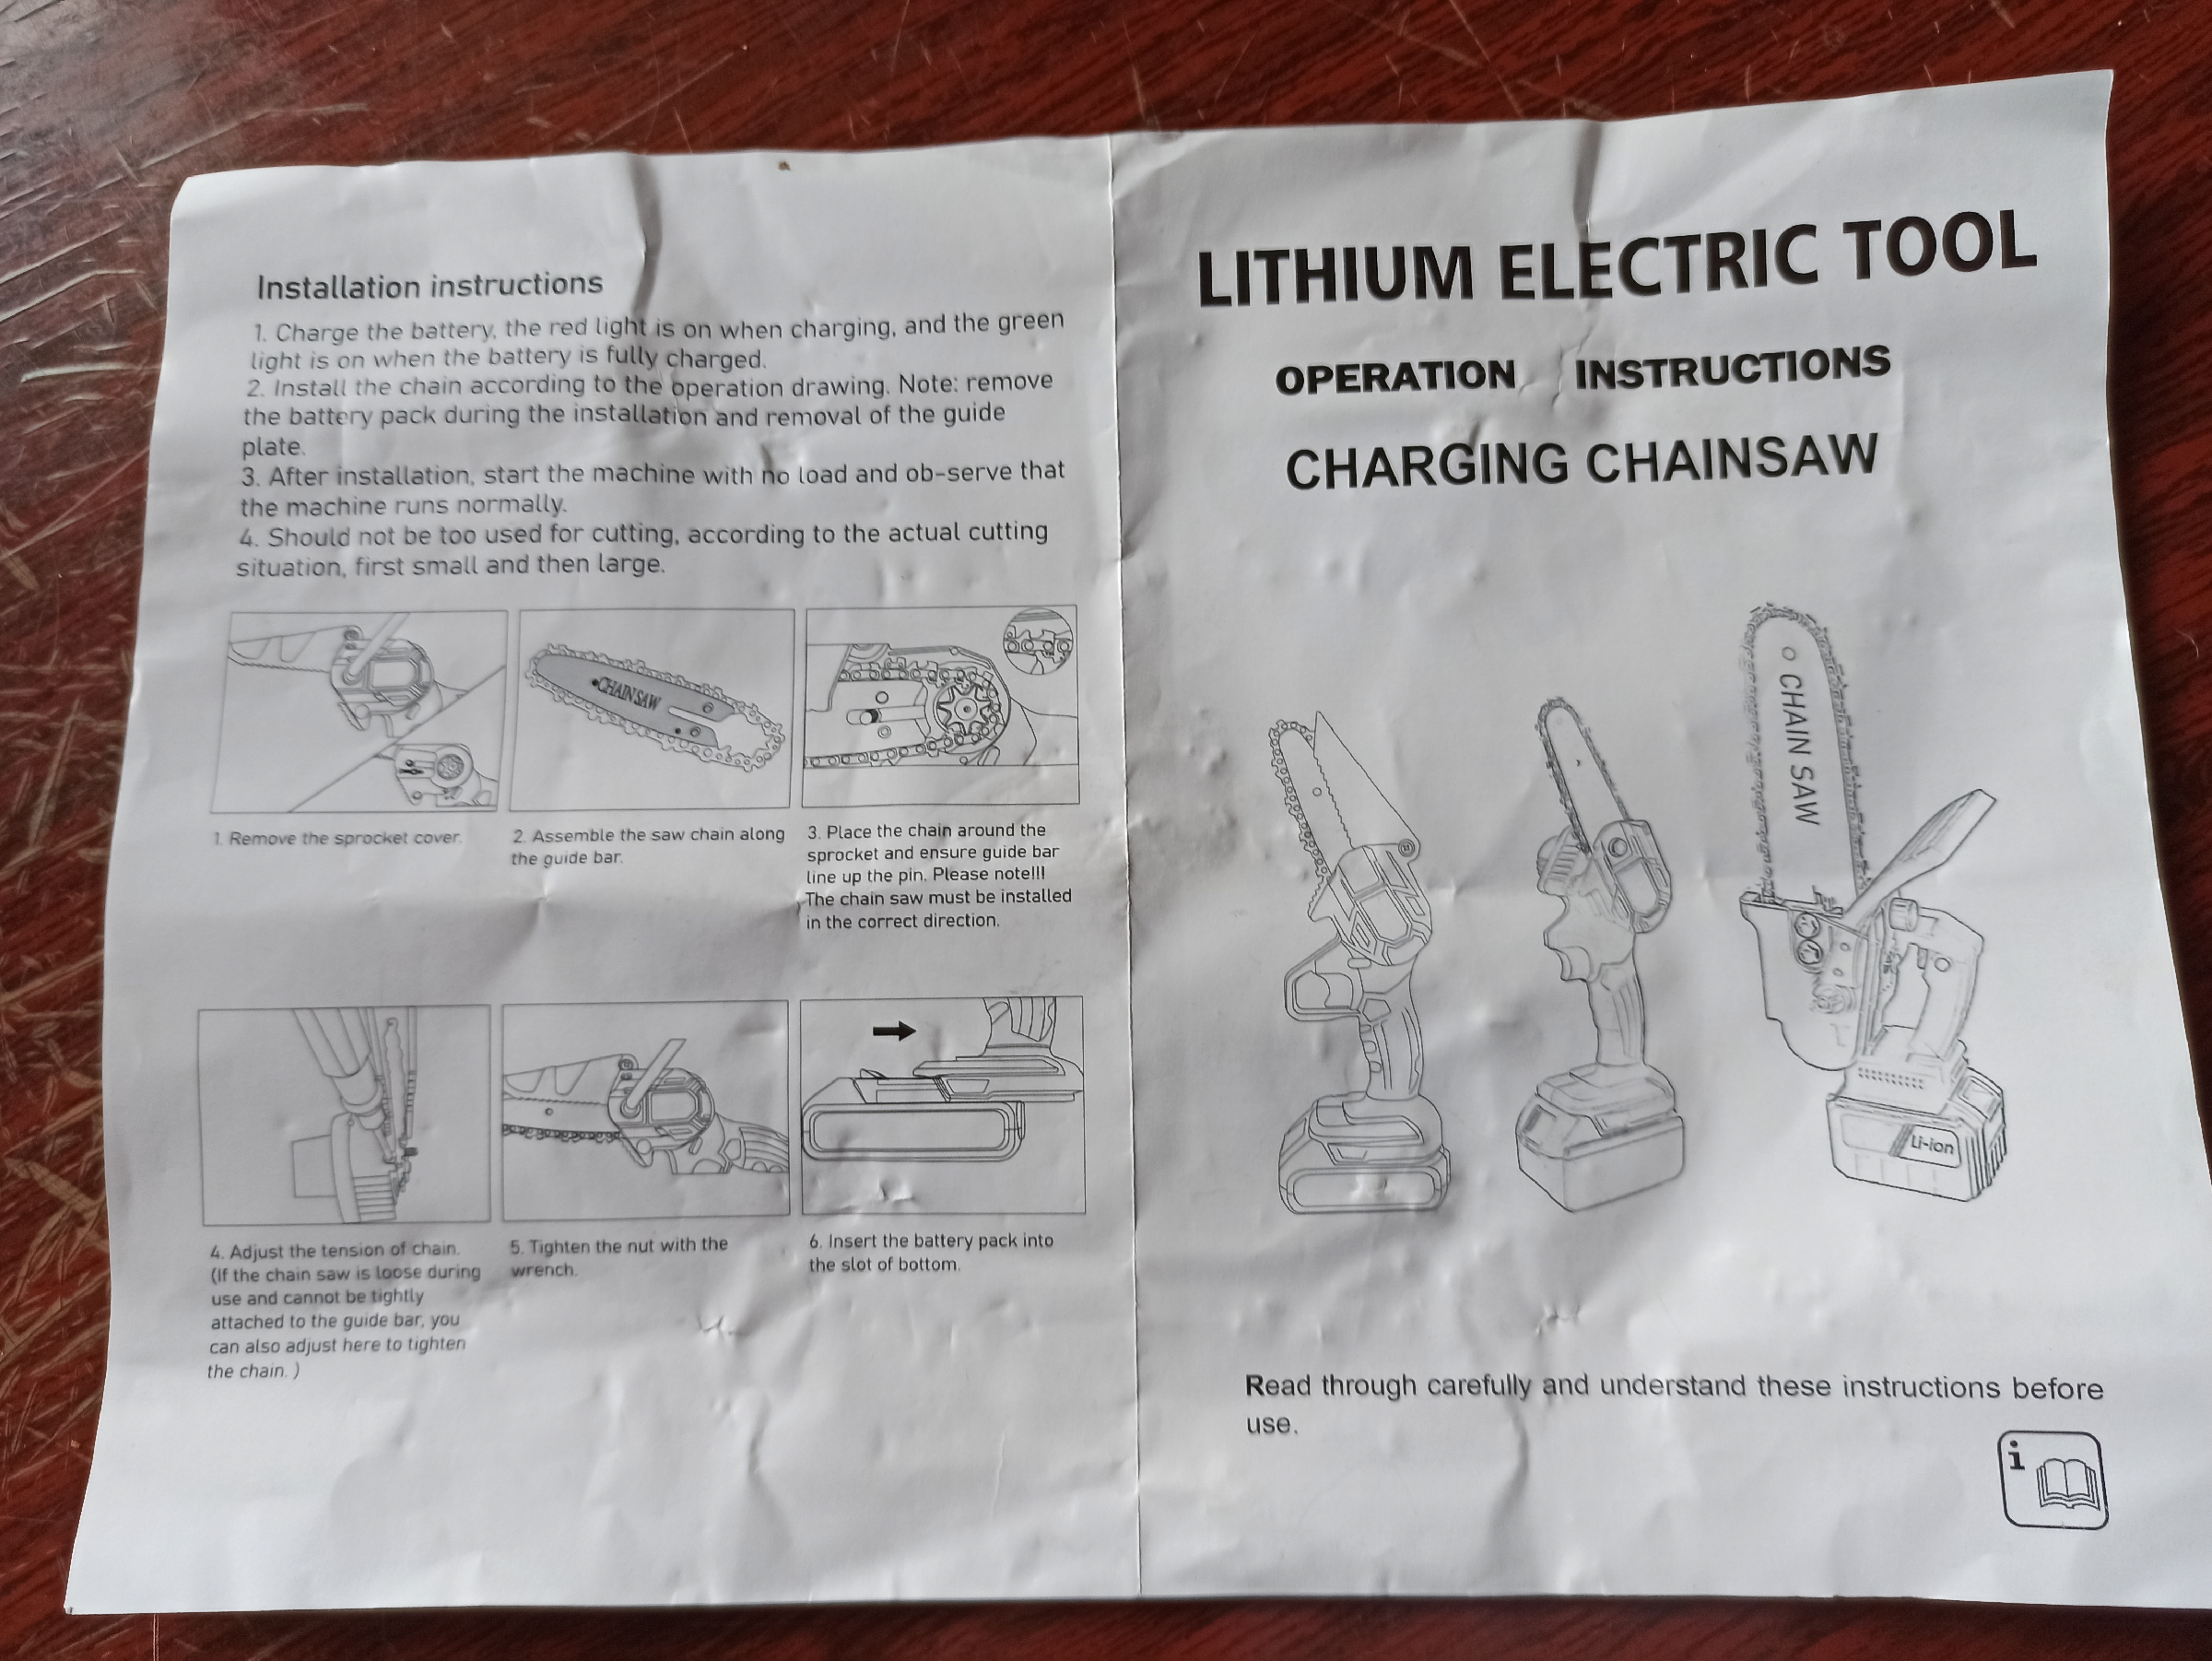 Installation instructions
1. Charge the battery, the red light is on when charging, and the green
light is on when the battery is fully charged.
2. Install the chain according to the operation drawing. Note: remove
the battery pack during the installation and removal of the guide
plate.
3. After installation, start the machine with no load and ob-serve that
the machine runs normally.
4. Should not be too used for cutting, according to the actual cutting
situation, first small and then large.
CHAINSAW
1. Remove the sprocket cover.
2. Assemble the saw chain along
the guide bar.
3. Place the chain around the
sprocket and ensure guide bar
line up the pin. Please note!!!
The chain saw must be installed
in the correct direction.
4. Adjust the tension of chain.
(If the chain saw is loose during
use and cannot be tightly
attached to the guide bar, you
can also adjust here to tighten
the chain. )
5. Tighten the nut with the
wrench.
6. Insert the battery pack into
the slot of bottom.
LITHIUM ELECTRIC TOOL
OPERATION INSTRUCTIONS
CHARGING CHAINSAW
CHAIN SAW
Li-ion
Read through carefully and understand these instructions before
use.
i